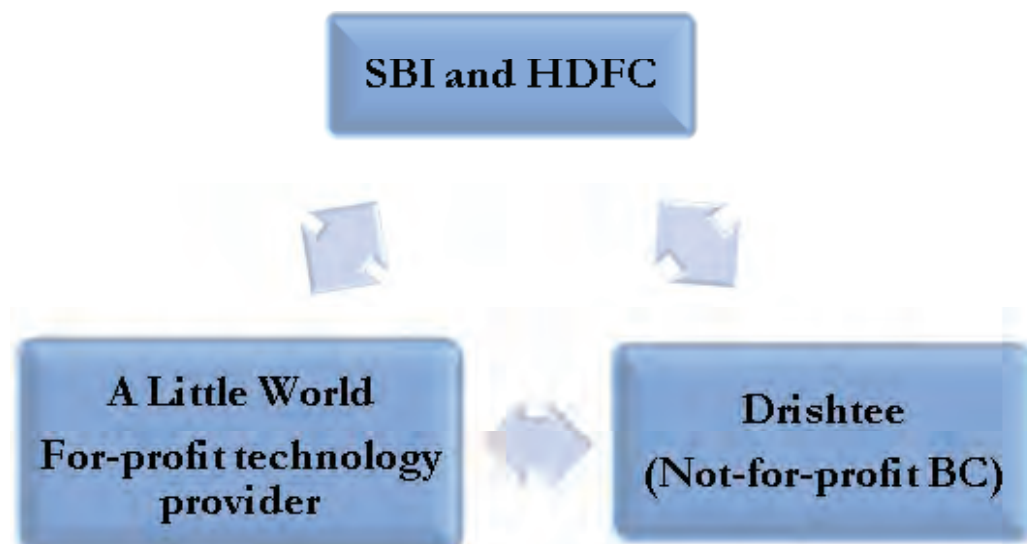 SBI and HDFC
A Little World
For-profit technology
provider
Drishtee
(Not-for-profit BC)